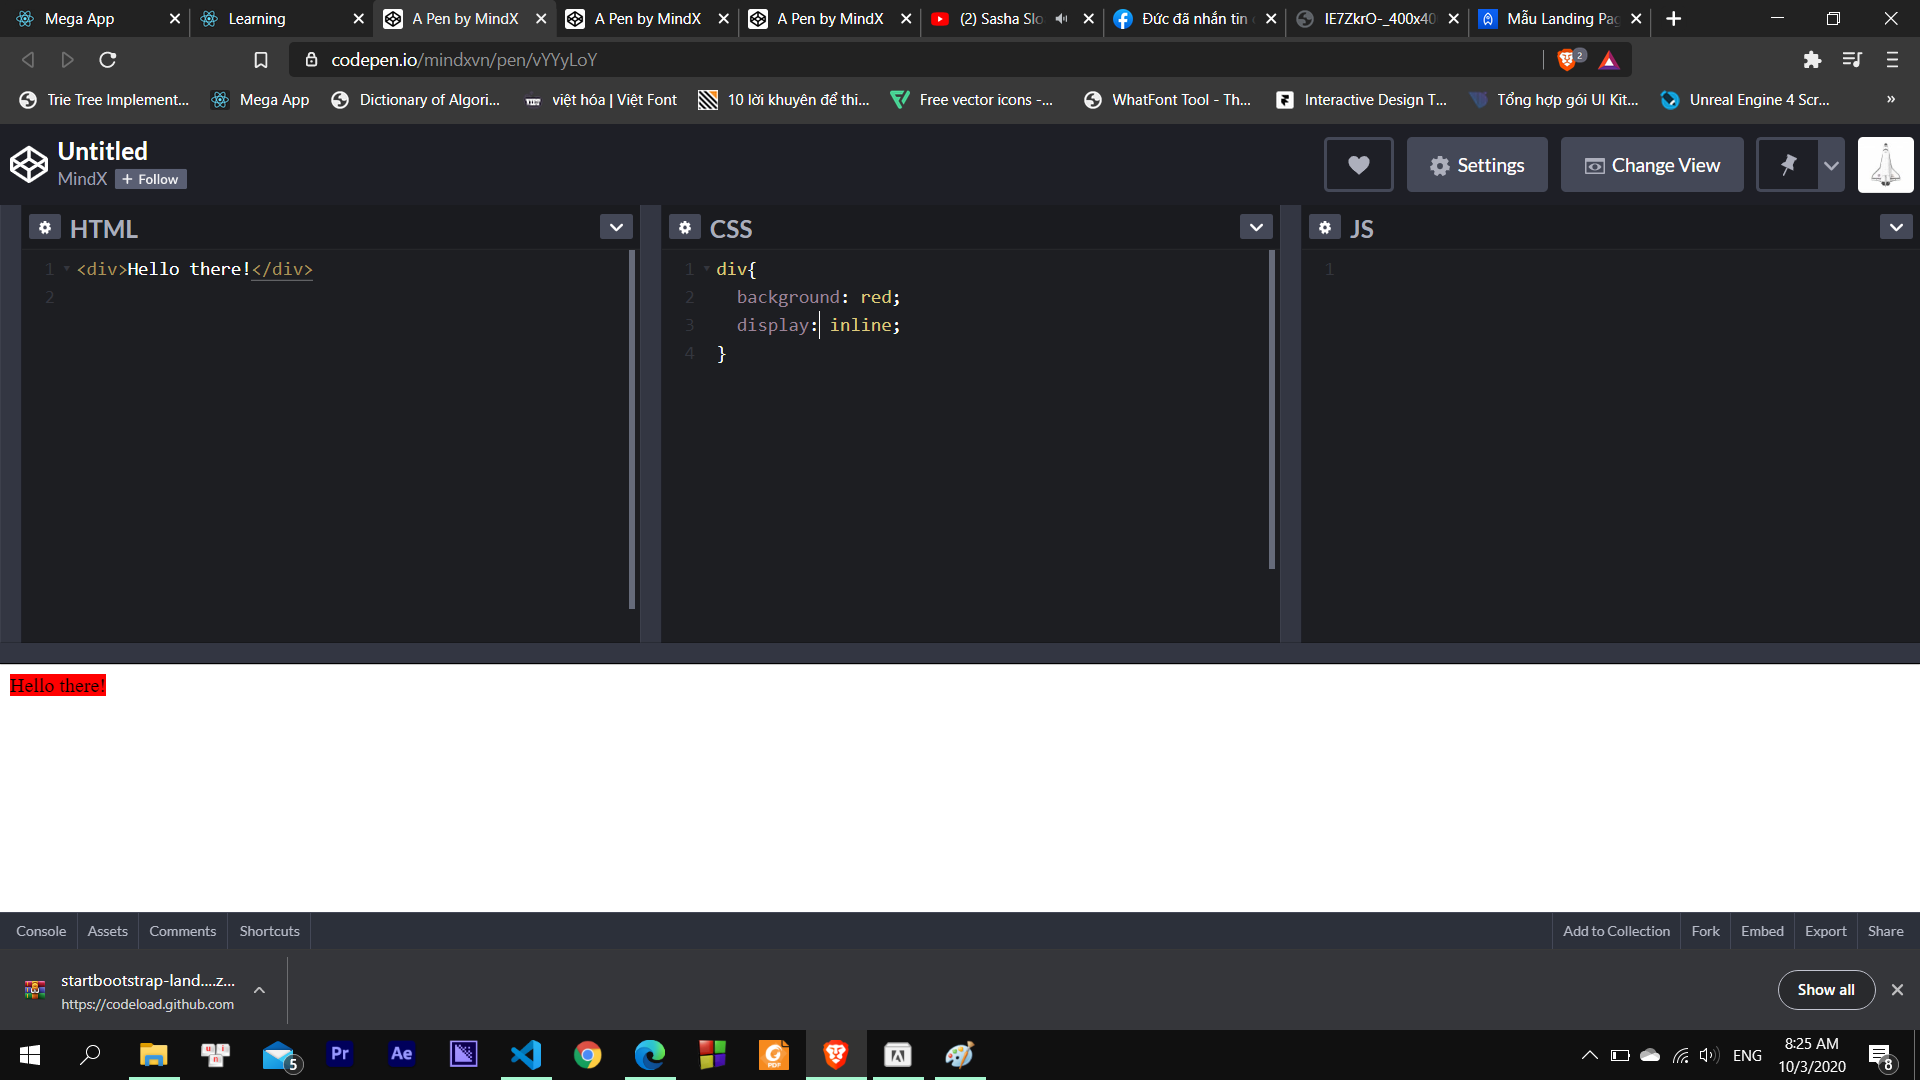 Mega App
Learning
A Pen by MindX
A Pen by MindX
A Pen by MindX
(2) Sasha Slo
Đức đã nhắn tin
IE7ZkrO-_400x40
Mẫu Landing Pag
codepen.io/mindxvn/pen/vYYyLoY
2
Trie Tree Implement...
Mega App
Dictionary of Algori...
việt hóa | Việt Font
10 lời khuyên để thi...
Free vector icons -...
WhatFont Tool - Th...
Interactive Design T...
Tổng hợp gói UI Kit...
Unreal Engine 4 Scr...
»
Untitled
MindX
+ Follow
Settings
Change View
HTML
CSS
JS
1 <div>Hello there!</div>
2
1 div{
2 background: red;
3 display: inline;
4 }
1
Hello there!
Console
Assets
Comments
Shortcuts
Add to Collection
Fork
Embed
Export
Share
startbootstrap-land....z...
https://codeload.github.com
Show all
5
Pr
Ae
PDF
ENG
8:25 AM
10/3/2020
8